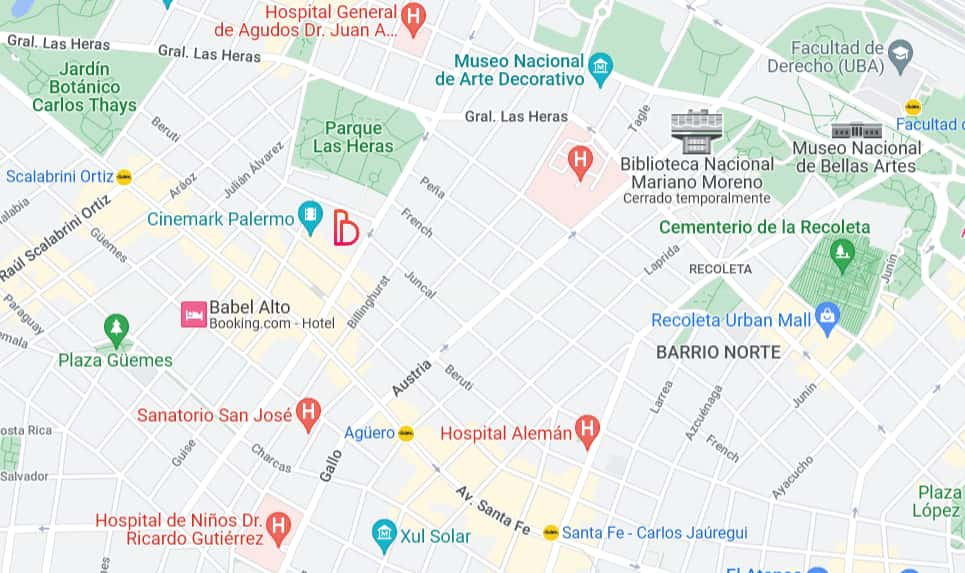 Hospital General
de Agudos Dr. Juan A...
Gral. Las Heras
Gral. Las Heras
Jardín
Botánico
Carlos Thays
Museo Nacional
de Arte Decorativo
Facultad de
Derecho (UBA)
Facultad d
Gral. Las Heras
Tagle
Beruti
Parque
Las Heras
Biblioteca Nacional
Mariano Moreno
Cerrado temporalmente
Museo Nacional
de Bellas Artes
Scalabrini Ortiz
Aráoz
Julián Álvarez
Peña
Cinemark Palermo
French
Cementerio de la Recoleta
Raúl Scalabrini Ortiz
Güemes
Laprida
RECOLETA
Junín
Juncal
Billinghurst
Babel Alto
Booking.com - Hotel
Paraguay
Recoleta Urban Mall
Plaza Güemes
BARRIO NORTE
Austria
Beruti
Larrea
Azcuénaga
Junín
Sanatorio San José
Agüero
Hospital Alemán
osta Rica
Guise
Charcas
Gallo
French
Ayacucho
Salvador
Av. Santa Fe
Plaza
López
Hospital de Niños Dr.
Ricardo Gutiérrez
Xul Solar
Santa Fe - Carlos Jaúregui